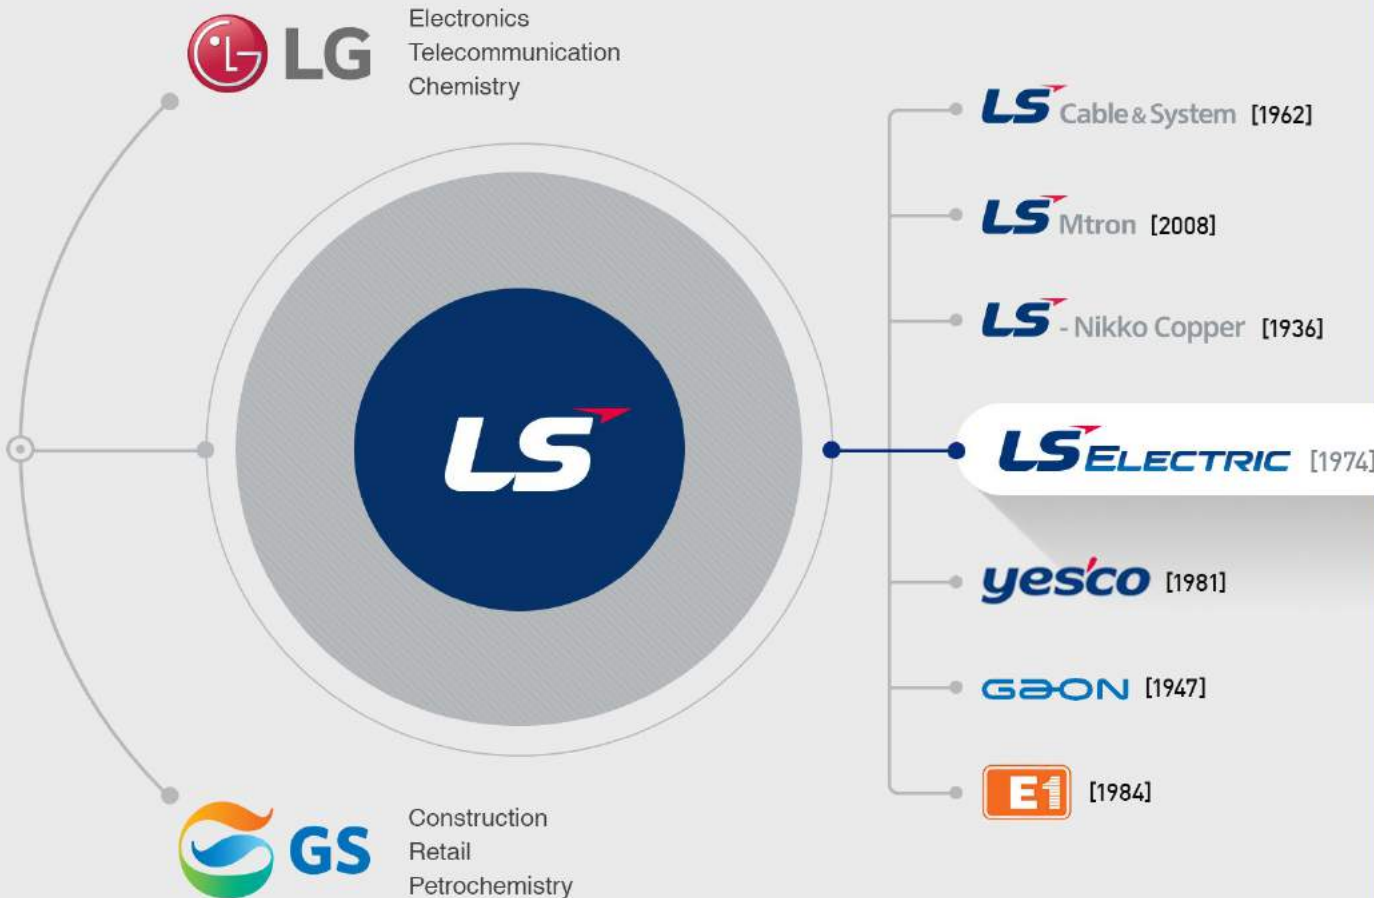 LG
Electronics
Telecommunication
Chemistry
LS
GS
Construction
Retail
Petrochemistry
LS Cable & System [1962]
LS Mtron [2008]
LS - Nikko Copper [1936]
LS ELECTRIC [1974]
yesco [1981]
GAON [1947]
E1 [1984]